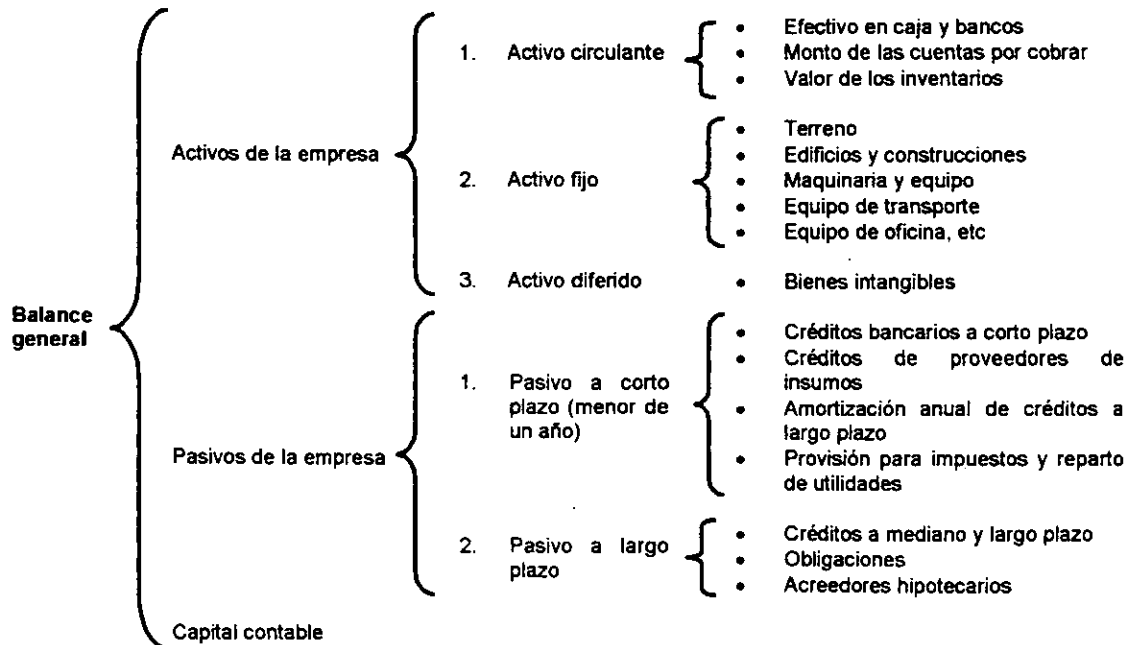 Balance
general
Activos de la empresa
1. Activo circulante
• Efectivo en caja y bancos
• Monto de las cuentas por cobrar
• Valor de los inventarios
2. Activo fijo
• Terreno
• Edificios y construcciones
• Maquinaria y equipo
• Equipo de transporte
• Equipo de oficina, etc
3. Activo diferido
• Bienes intangibles
Pasivos de la empresa
1. Pasivo a corto
plazo (menor de
un año)
• Créditos bancarios a corto plazo
• Créditos de proveedores de
insumos
• Amortización anual de créditos a
largo plazo
• Provisión para impuestos y reparto
de utilidades
2. Pasivo a largo
plazo
• Créditos a mediano y largo plazo
• Obligaciones
• Acreedores hipotecarios
Capital contable